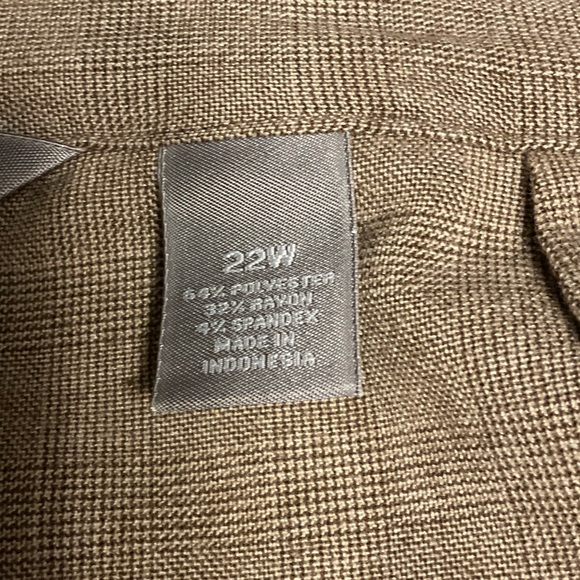 22W
64% POLYESTER
32% RAYON
4% SPANDEX
MADE IN
INDONESIA